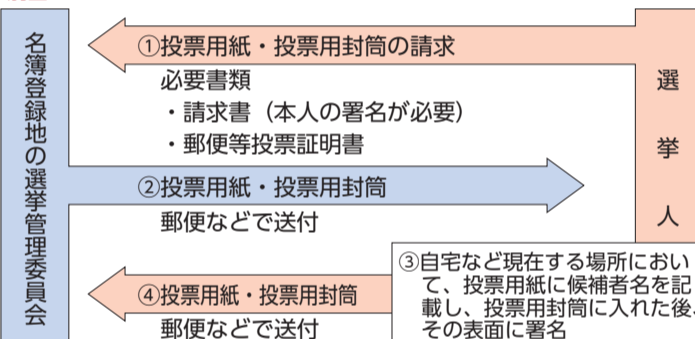 名簿登録地の選挙管理委員会
①投票用紙・投票用封筒の請求
必要書類
・請求書（本人の署名が必要）
・郵便等投票証明書
選挙人
②投票用紙・投票用封筒
郵便などで送付
③自宅など現在する場所におい
て、投票用紙に候補者名を記
載し、投票用封筒に入れた後、
その表面に署名
④投票用紙・投票用封筒
郵便などで送付